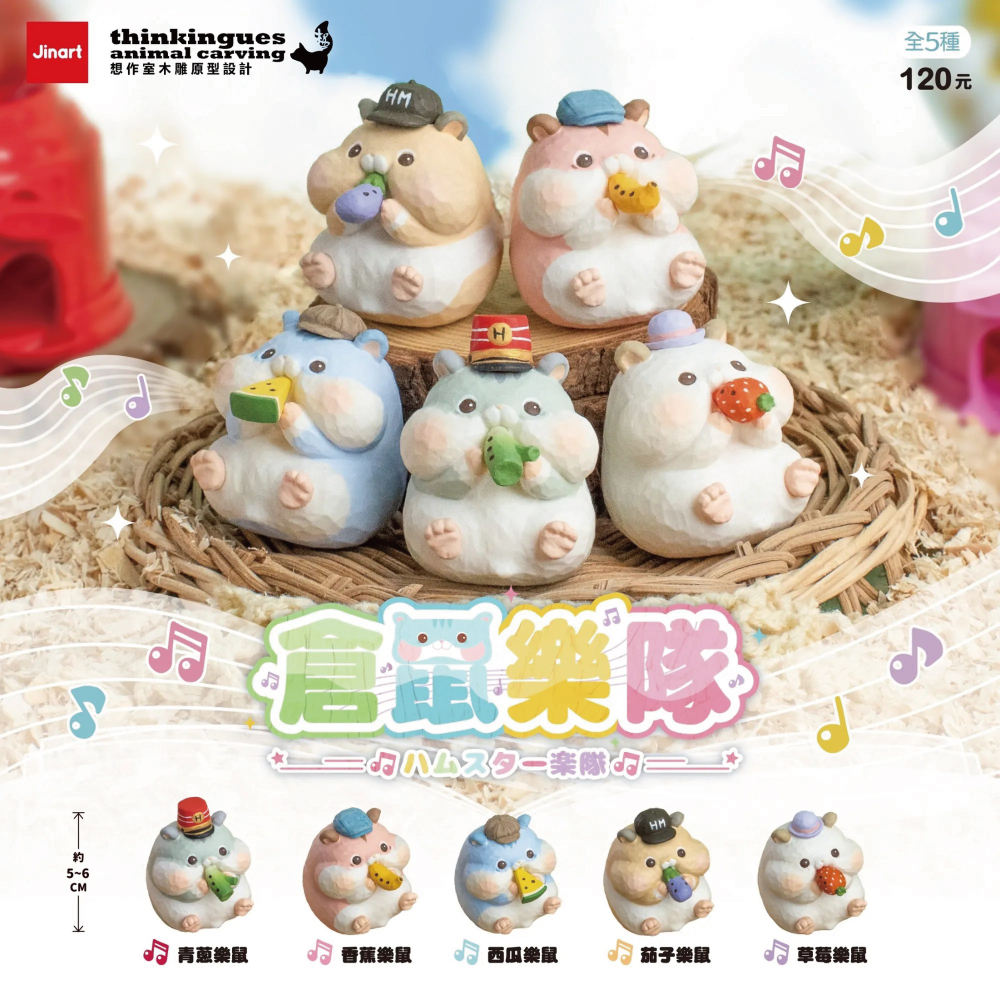 Jinart
thinkingues
animal carving
想作室木雕原型設計
全5種
120元
HM
H
倉鼠樂隊
ハムスター楽隊
約
5~6
CM
H
HM
青蔥樂鼠
香蕉樂鼠
西瓜樂鼠
茄子樂鼠
草莓樂鼠